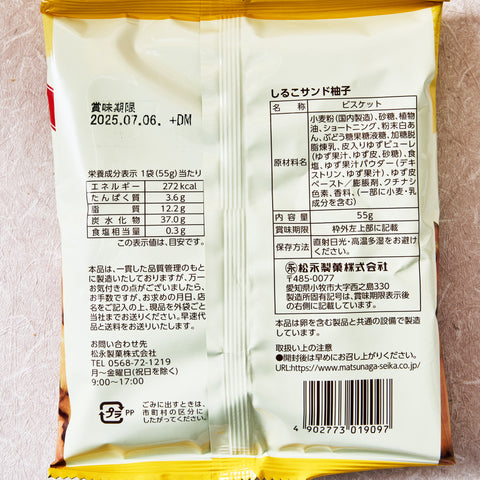 賞味期限
2025.07.06. +DM
栄養成分表示 1袋(55g)当たり
エネルギー 272kcal
たんぱく質 3.6g
脂質 12.2g
炭水化物 37.0g
食塩相当量 0.3g
この表示値は、目安です。
本品は、一貫した品質管理のもと
に製造いたしておりますが、万一
お気付きの点がございましたら、
お手数ですが、お求めの月日、店
名をご記入の上、現品を外袋ごと
当社までお送りください。早速代
品と送料をお送りいたします。
お問い合わせ先
松永製菓株式会社
TEL 0568-72-1219
月～金曜日(祝日を除く)
9:00～17:00
プラ
PP
ごみに出すときは、
市町村の区分に
したがってください。
しるこサンド柚子
名称 ビスケット
原材料名 小麦粉(国内製造)、砂糖、植物
油、ショートニング、粉末白あ
ん、ぶどう糖果糖液糖、加糖脱
脂煉乳、皮入りゆずピューレ
(ゆず果汁、ゆず皮、砂糖)、食
塩、ゆず果汁パウダー(デキ
ストリン、ゆず果汁)、ゆず皮
ペースト/膨脹剤、クチナシ
色素、香料、(一部に小麦・乳
成分を含む)
内容量 55g
賞味期限 枠外左上部に記載
保存方法 直射日光・高温多湿をお避け
ください。
松永製菓株式会社
〒485-0077
愛知県小牧市大字西之島330
製造所固有記号は、賞味期限表示後
の右側に記載しています。
本品は卵を含む製品と共通の設備で製造
しています。
取扱い上の注意
●開封後は早めにお召し上がりください。
URL:https://www.matsunaga-seika.co.jp/
4 902773 019097